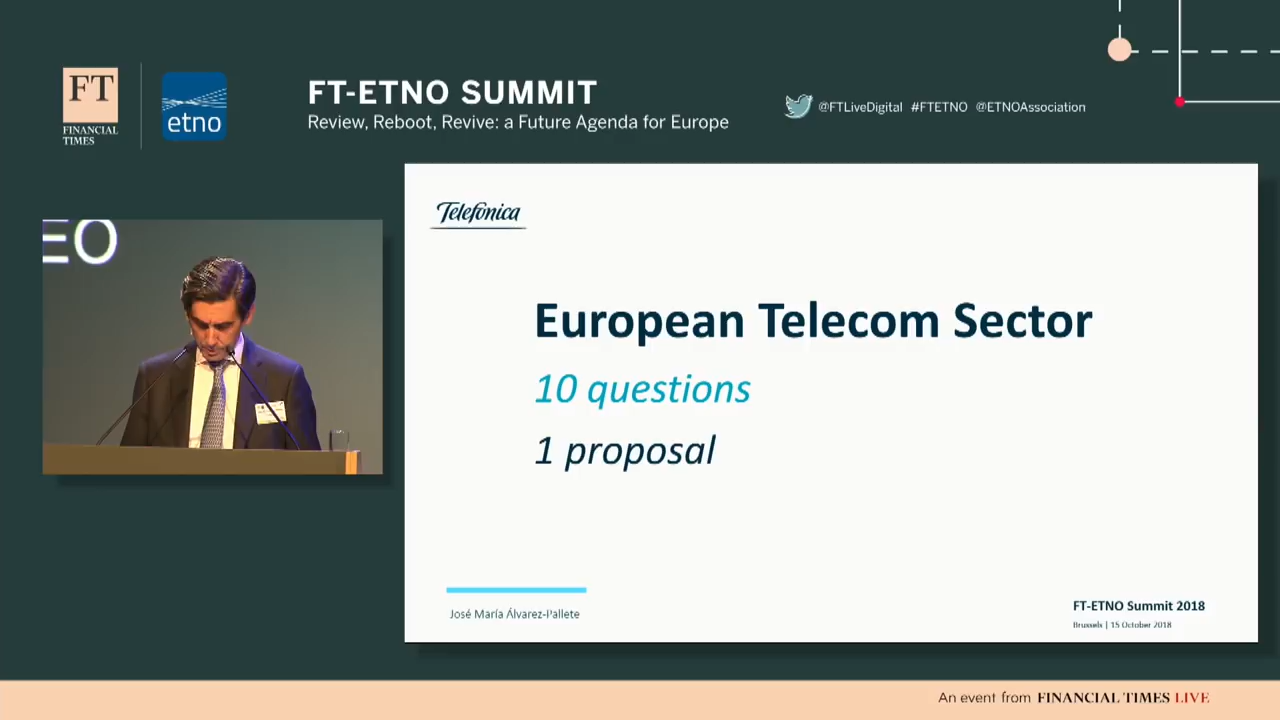 FT
FINANCIAL
TIMES
etno
FT-ETNO SUMMIT
Review, Reboot, Revive: a Future Agenda for Europe
@FTLiveDigital #FTETNO @ETNOAssociation
EO
Telefónica
European Telecom Sector
10 questions
1 proposal
José María Álvarez-Pallete
FT-ETNO Summit 2018
Brussels | 15 October 2018
An event from FINANCIAL TIMES LIVE